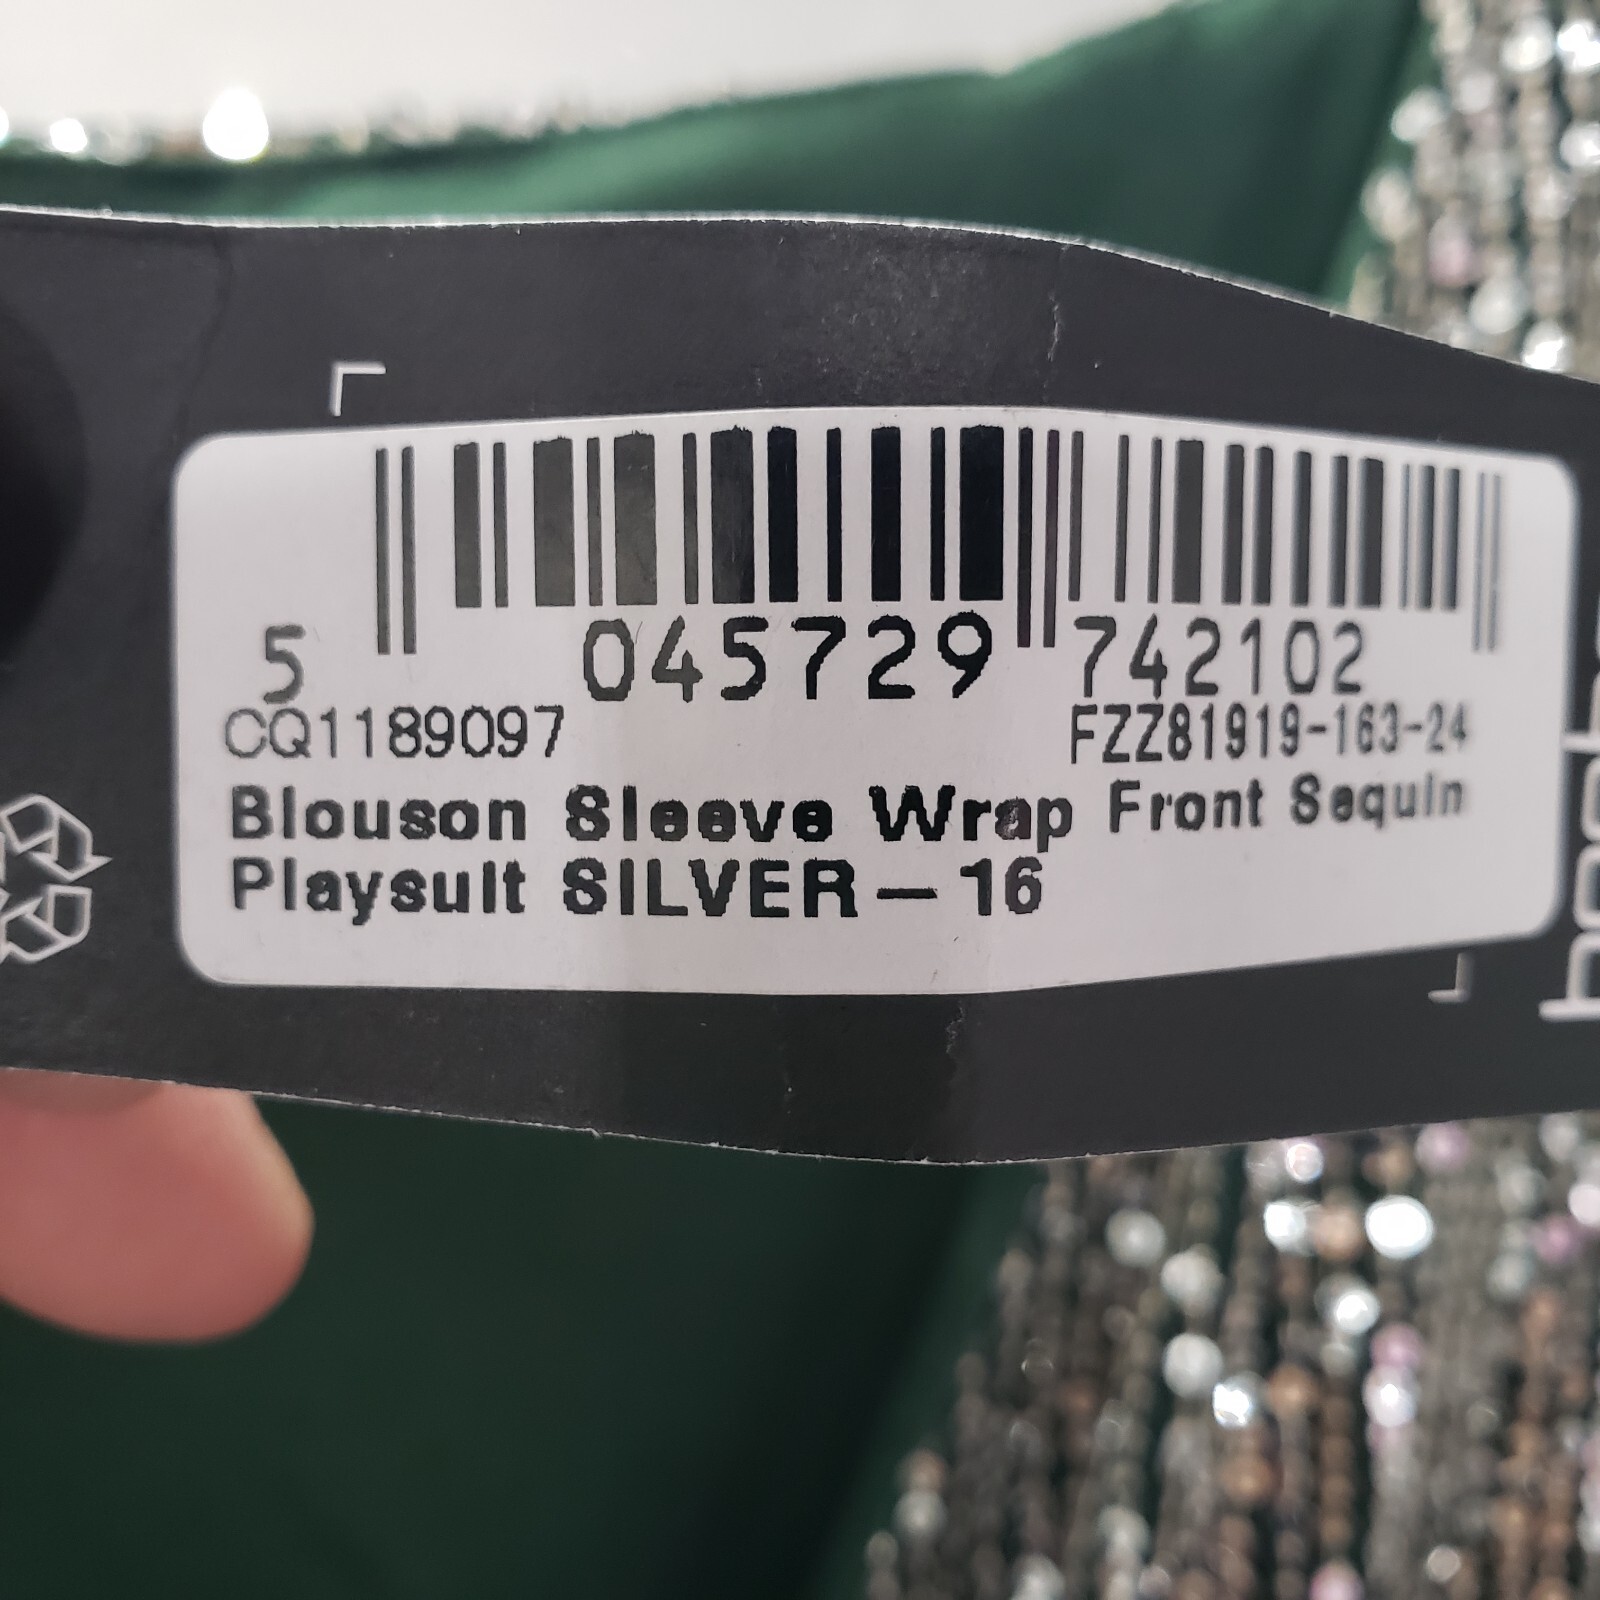 5 045729 742102
CQ1189097 FZZ81919-163-24
Blouson Sleeve Wrap Front Sequin
Playsuit SILVER – 16